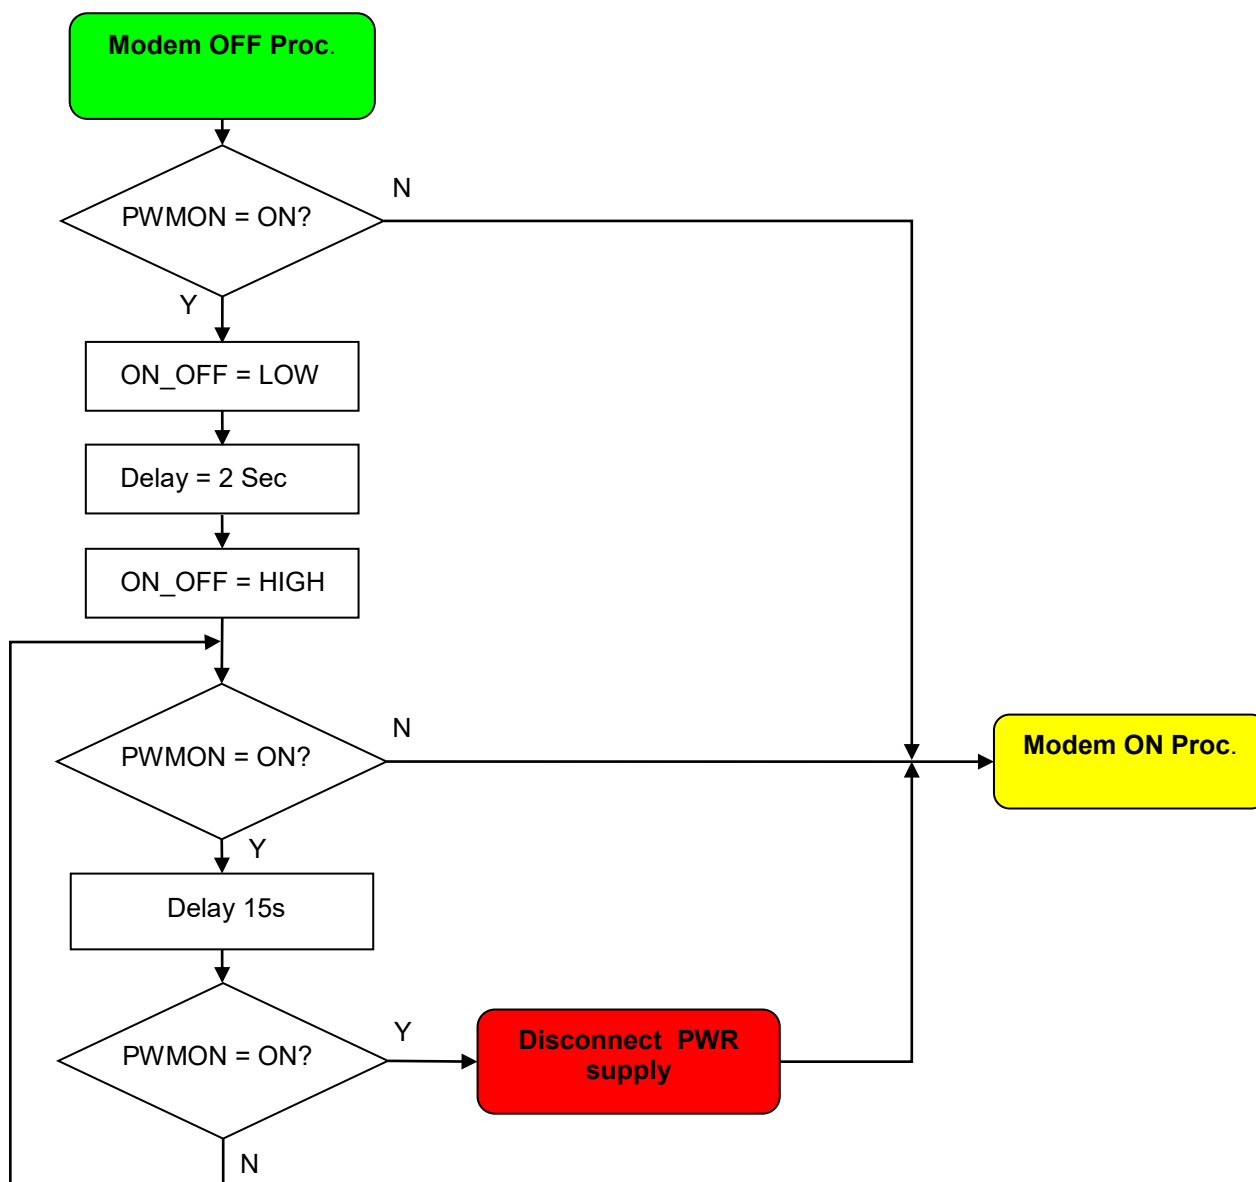 Modem OFF Proc.
N
PWMON = ON?
Y
ON_OFF = LOW
Delay = 2 Sec
ON_OFF = HIGH
N
PWMON = ON?
Modem ON Proc.
Y
Delay 15s
Y
PWMON = ON?
Disconnect PWR
supply
N